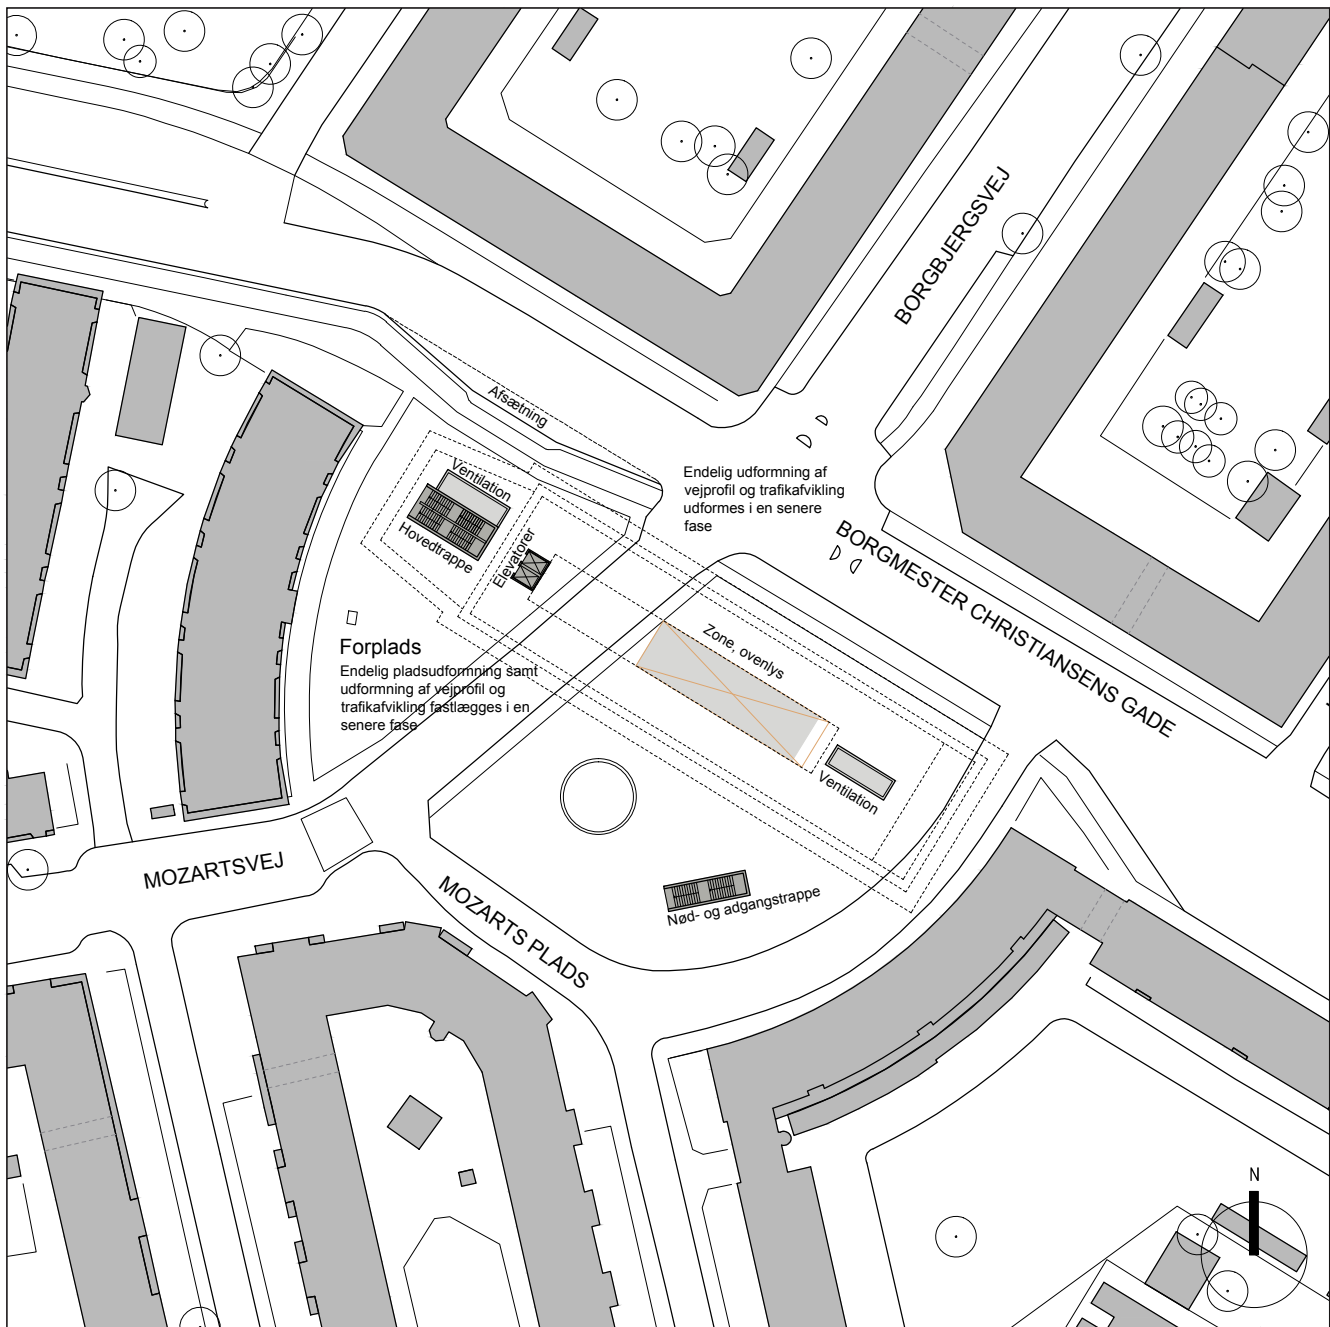 BORGBJERGSVEJ
Afsætning
Ventilation
Hovedtrappe
Elevatorer
Endelig udformning af
vejprofil og trafikafvikling
udformes i en senere
fase
BORGMESTER CHRISTIANSENS GADE
Zone, ovenlys
Forplads
Endelig pladsudformning samt
udformning af vejprofil og
trafikafvikling fastlægges i en
senere fase
Ventilation
MOZARTSVEJ
MOZARTS PLADS
Nød- og adgangstrappe
N